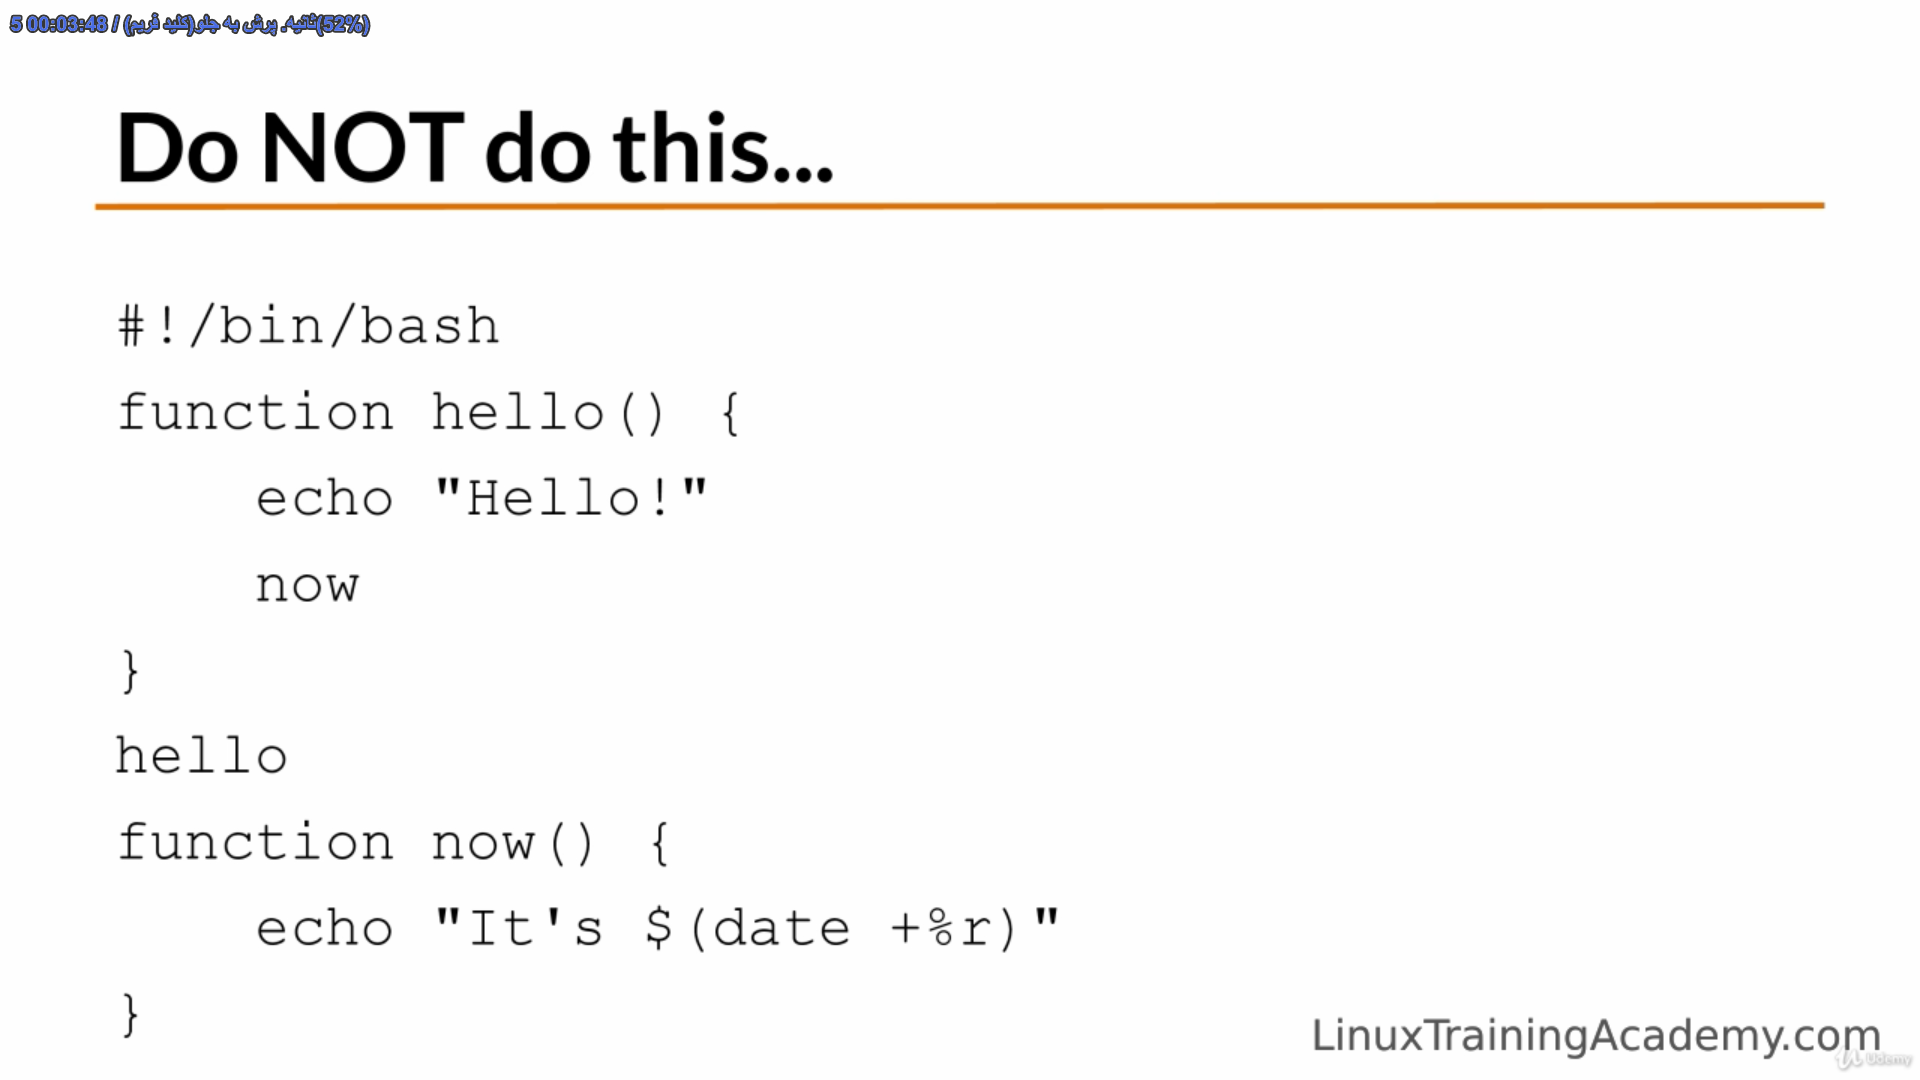 5 00:03:48 / ثانیه. پرش به جلو(کلید فریم) (52%)
Do NOT do this...
#!/bin/bash
function hello() {
    echo "Hello!"
    now
}
hello
function now() {
    echo "It's $(date +%r)"
}
LinuxTrainingAcademy.com
Udemy